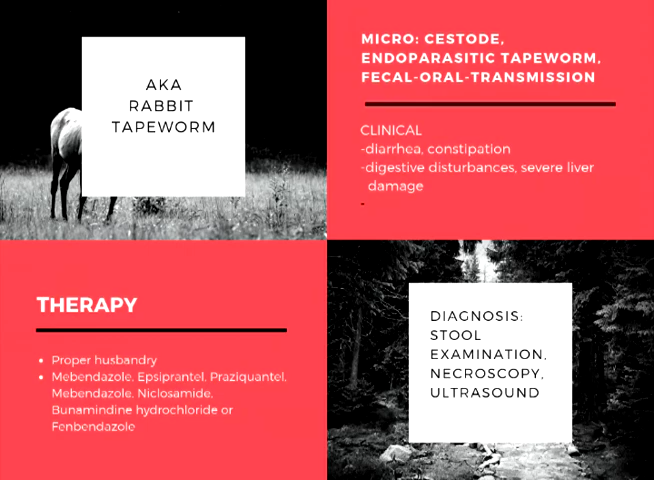 AKA
RABBIT
TAPEWORM
MICRO: CESTODE,
ENDOPARASITIC TAPEWORM,
FECAL-ORAL-TRANSMISSION
CLINICAL
-diarrhea, constipation
-digestive disturbances, severe liver
damage
-
THERAPY
• Proper husbandry
• Mebendazole, Epsiprantel, Praziquantel,
Mebendazole, Niclosamide,
Bunamindine hydrochloride or
Fenbendazole
DIAGNOSIS:
STOOL
EXAMINATION,
NECROSCOPY,
ULTRASOUND